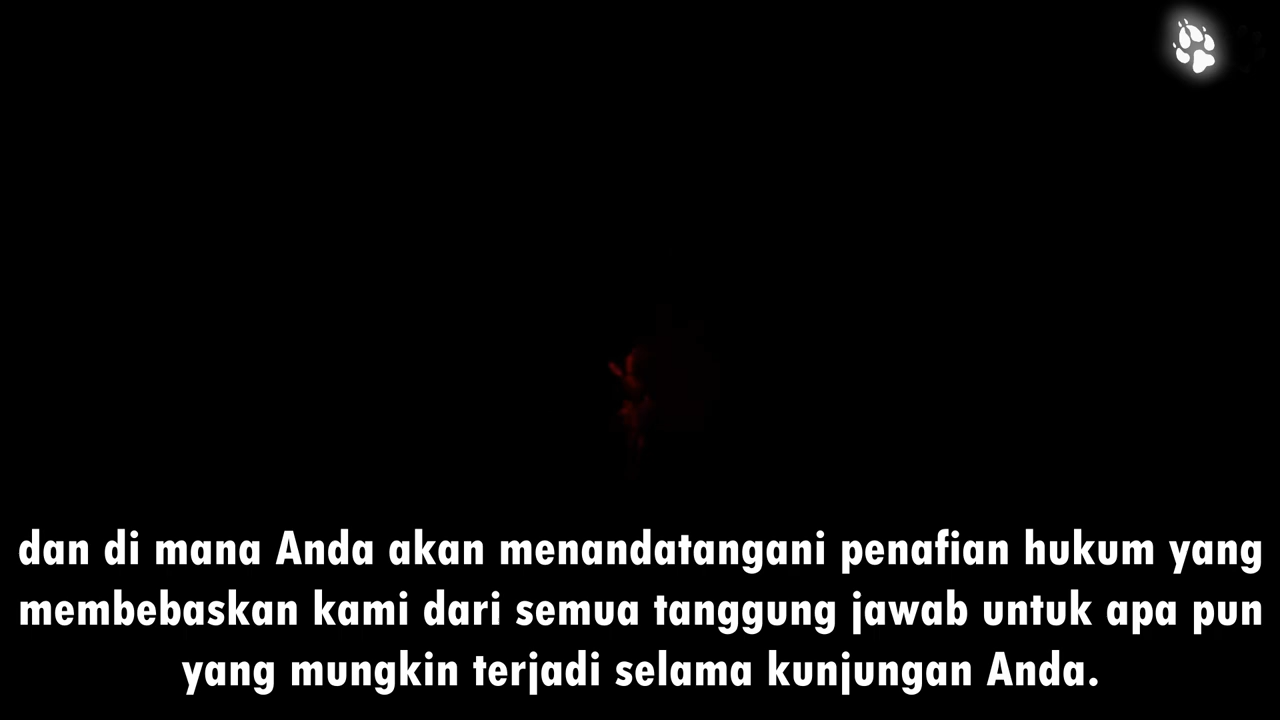 dan di mana Anda akan menandatangani penafian hukum yang
membebaskan kami dari semua tanggung jawab untuk apa pun
yang mungkin terjadi selama kunjungan Anda.